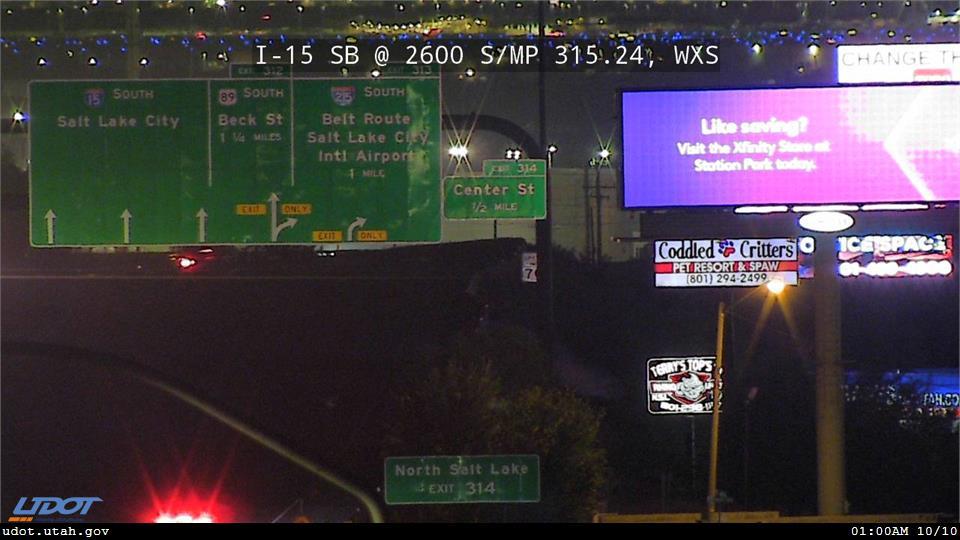 I-15 SB @ 2600 S/MP 315.24, WXS
EXIT 312
EXIT 313
15 SOUTH
Salt Lake City
89 SOUTH
Beck St
1 ¼ MILES
215 SOUTH
Belt Route
Salt Lake City
Intl Airport
1 MILE
EXIT ONLY
EXIT ONLY
EXIT 314
Center St
½ MILE
CHANGE TH
Like saving?
Visit the Xfinity Store at
Station Park today.
Coddled Critters
PET RESORT & SPAW
(801) 294-2499
TERRY'S TOPS
North Salt Lake
EXIT 314
UDOT
udot.utah.gov
01:00AM 10/10